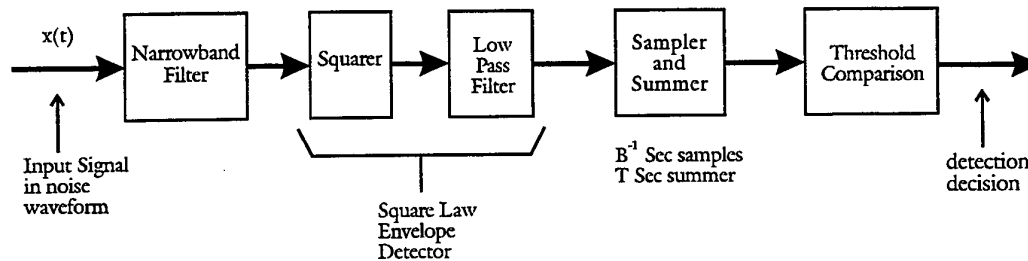 x(t)
Narrowband
Filter
Squarer
Low
Pass
Filter
Sampler
and
Summer
Threshold
Comparison
Input Signal
in noise
waveform
B⁻¹ Sec samples
T Sec summer
detection
decision
Square Law
Envelope
Detector